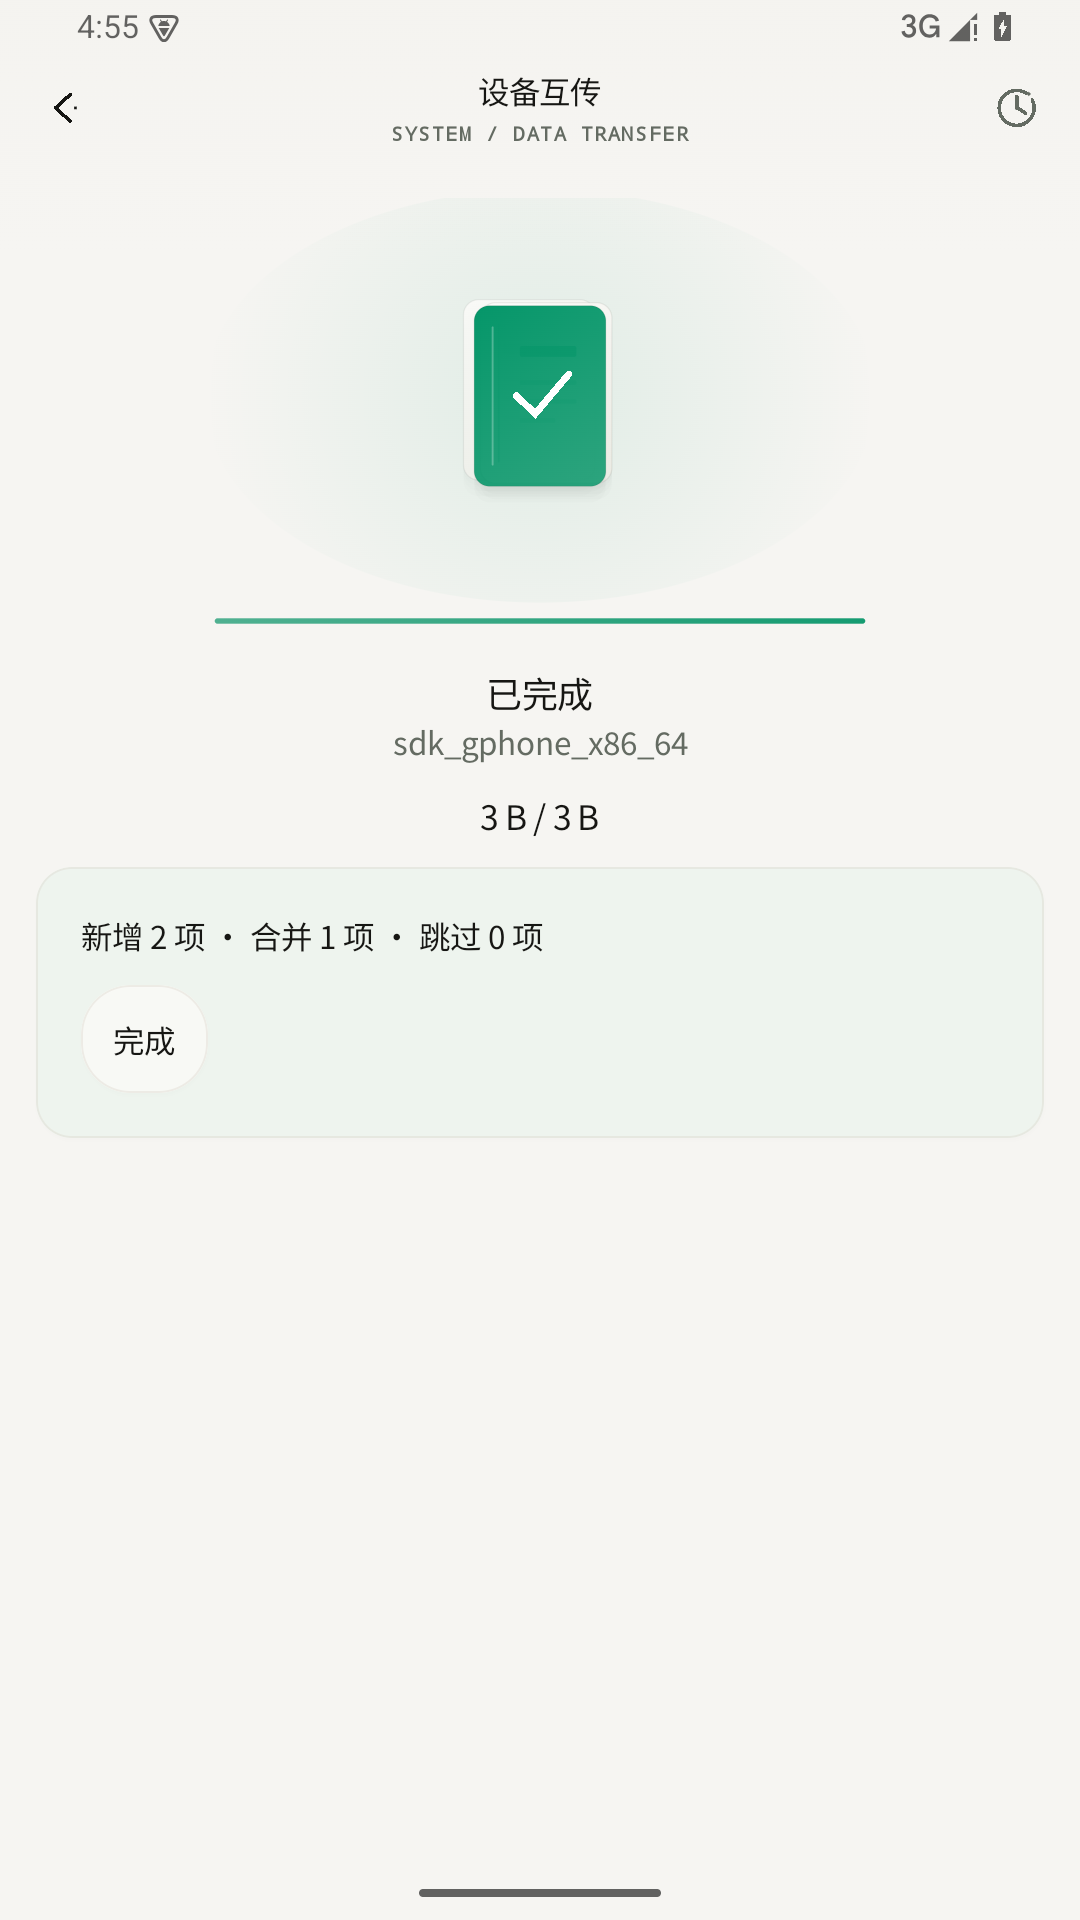 4:55
3G
设备互传
SYSTEM / DATA TRANSFER
已完成
sdk_gphone_x86_64
3 B / 3 B
新增 2 项 · 合并 1 项 · 跳过 0 项
完成